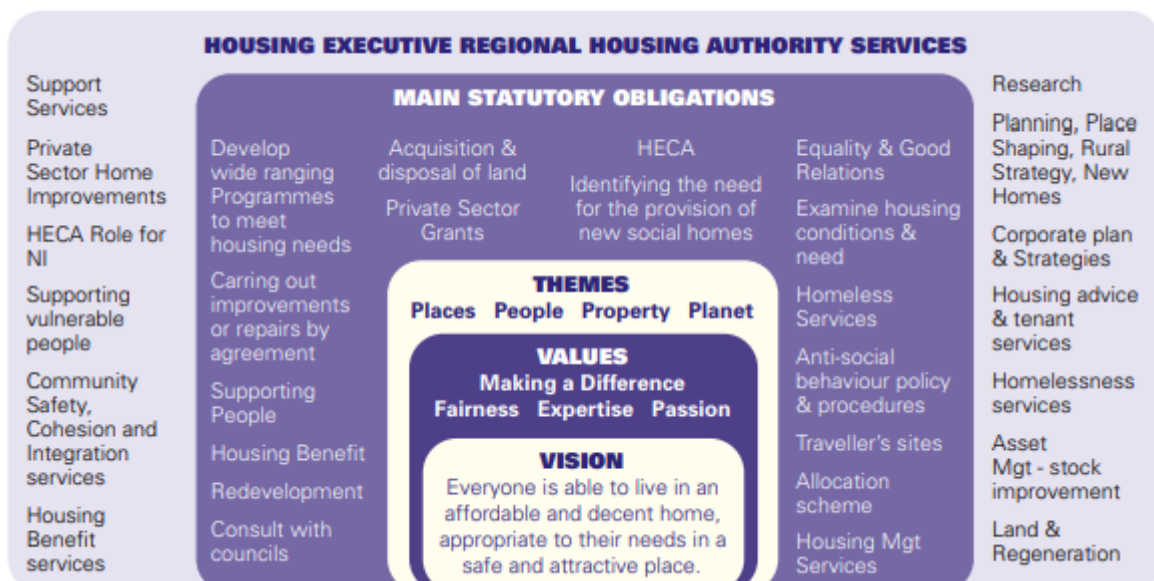 HOUSING EXECUTIVE REGIONAL HOUSING AUTHORITY SERVICES
Support
Services
Private
Sector Home
Improvements
HECA Role for
NI
Supporting
vulnerable
people
Community
Safety,
Cohesion and
Integration
services
Housing
Benefit
services
MAIN STATUTORY OBLIGATIONS
Develop
wide ranging
Programmes
to meet
housing needs
Carring out
improvements
or repairs by
agreement
Supporting
People
Housing Benefit
Redevelopment
Consult with
councils
Acquisition &
disposal of land
Private Sector
Grants
HECA
Identifying the need
for the provision of
new social homes
THEMES
Places People Property Planet
VALUES
Making a Difference
Fairness Expertise Passion
VISION
Everyone is able to live in an
affordable and decent home,
appropriate to their needs in a
safe and attractive place.
Equality & Good
Relations
Examine housing
conditions &
need
Homeless
Services
Anti-social
behaviour policy
& procedures
Traveller's sites
Allocation
scheme
Housing Mgt
Services
Research
Planning, Place
Shaping, Rural
Strategy, New
Homes
Corporate plan
& Strategies
Housing advice
& tenant
services
Homelessness
services
Asset
Mgt - stock
improvement
Land &
Regeneration